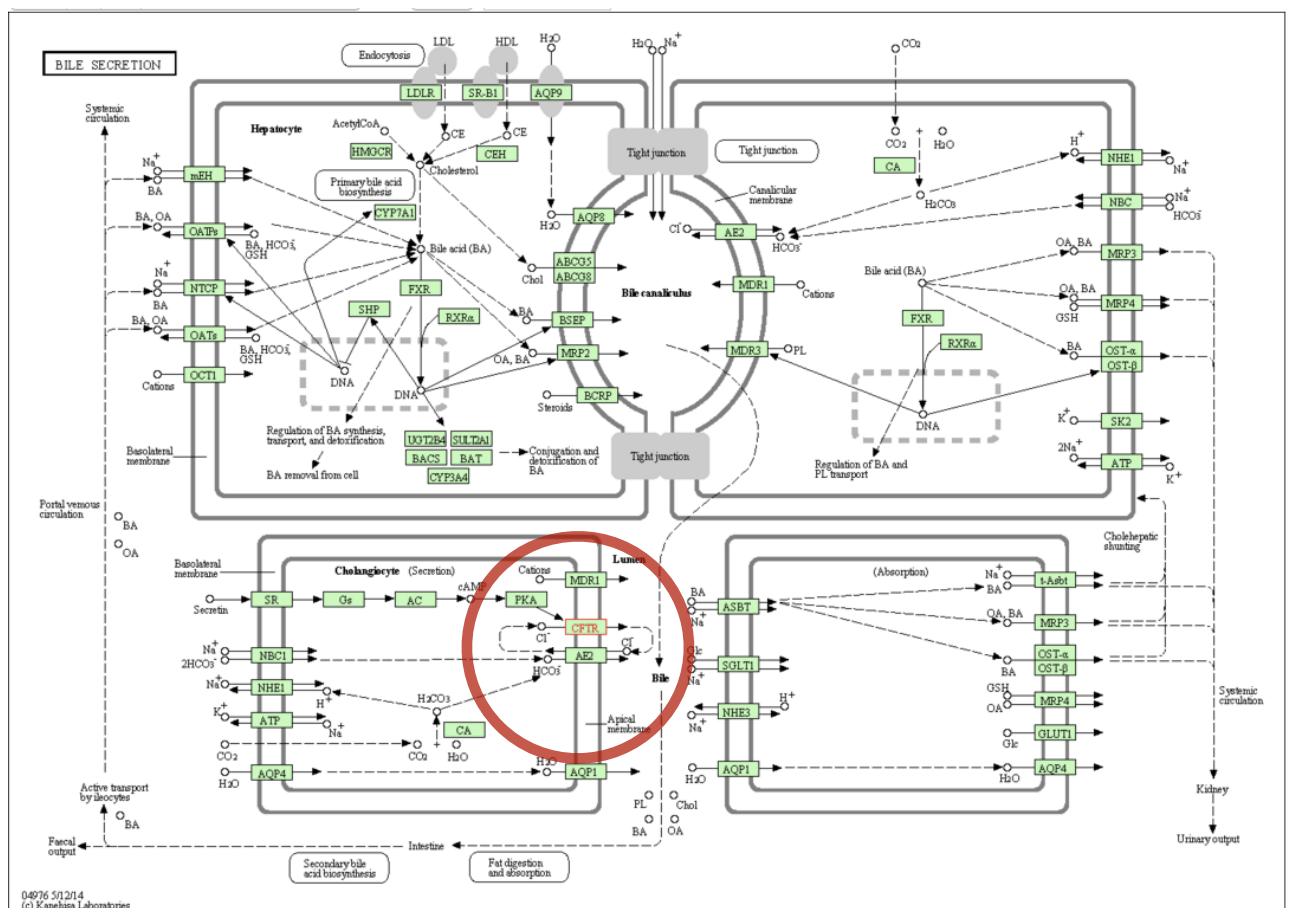 BILE SECRETION
Endocytosis
LDL
HDL
H2O
H2O
Na+
CO2
LDLR
SR-B1
AQP9
Systemic
circulation
Hepatocyte
AcetylCoA
CE
CE
HMGCR
CEH
Cholesterol
Tight junction
Tight junction
CO2
+
H2O
CA
H2CO3
H+
NHE1
Na+
Na+
mEH
BA
Primary bile acid
biosynthesis
Canalicular
membrane
NBC
Na+
HCO3-
CYP7A1
H2O
AQP8
Cl-
AE2
HCO3-
BA, OA
OATPs
BA, HCO3-,
GSH
Bile acid (BA)
ABCG5
ABCG8
Chol
OA, BA
MRP3
Na+
NTCP
BA
FXR
Bile canaliculus
MDR1
Cations
Bile acid (BA)
OA, BA
MRP4
GSH
SHP
RXRα
BA
BSEP
FXR
BA, OA
OATs
BA, HCO3-,
GSH
OA, BA
MRP2
MDR3
PL
RXRα
BA
OST-α
OST-β
OCT1
Cations
DNA
DNA
BCRP
Steroids
DNA
K+
SK2
Regulation of BA synthesis,
transport, and detoxification
BA removal from cell
UGT2B4
SULT2A1
BACS
BAT
CYP3A4
Conjugation and
detoxification of
BA
Tight junction
Regulation of BA and
PL transport
2Na+
ATP
K+
Basolateral
membrane
Portal venous
circulation
BA
OA
Cholehepatic
shunting
Basolateral
membrane
Cholangiocyte
(Secretion)
Lumen
Cations
MDR1
(Absorption)
Na+
BA
t-Asbt
Secretin
SR
Gs
AC
cAMP
PKA
BA
ASBT
Na+
OA, BA
MRP3
Cl-
CFTR
Cl-
Na+
2HCO3-
NBC1
HCO3-
AE2
Glc
SGLT1
Na+
BA
OST-α
OST-β
Bile
Na+
NHE1
H+
H2CO3
GSH
OA
MRP4
Systemic
circulation
K+
ATP
Na+
CA
Apical
membrane
NHE3
H+
Na+
Glc
GLUT1
CO2
CO2
+
H2O
H2O
AQP4
H2O
AQP1
H2O
AQP1
H2O
AQP4
Active transport
by ileocytes
BA
PL
Chol
BA
OA
Kidney
Faecal
output
Intestine
Urinary output
Secondary bile
acid biosynthesis
Fat digestion
and absorption
04976 5/12/14
(c) Kanehisa Laboratories